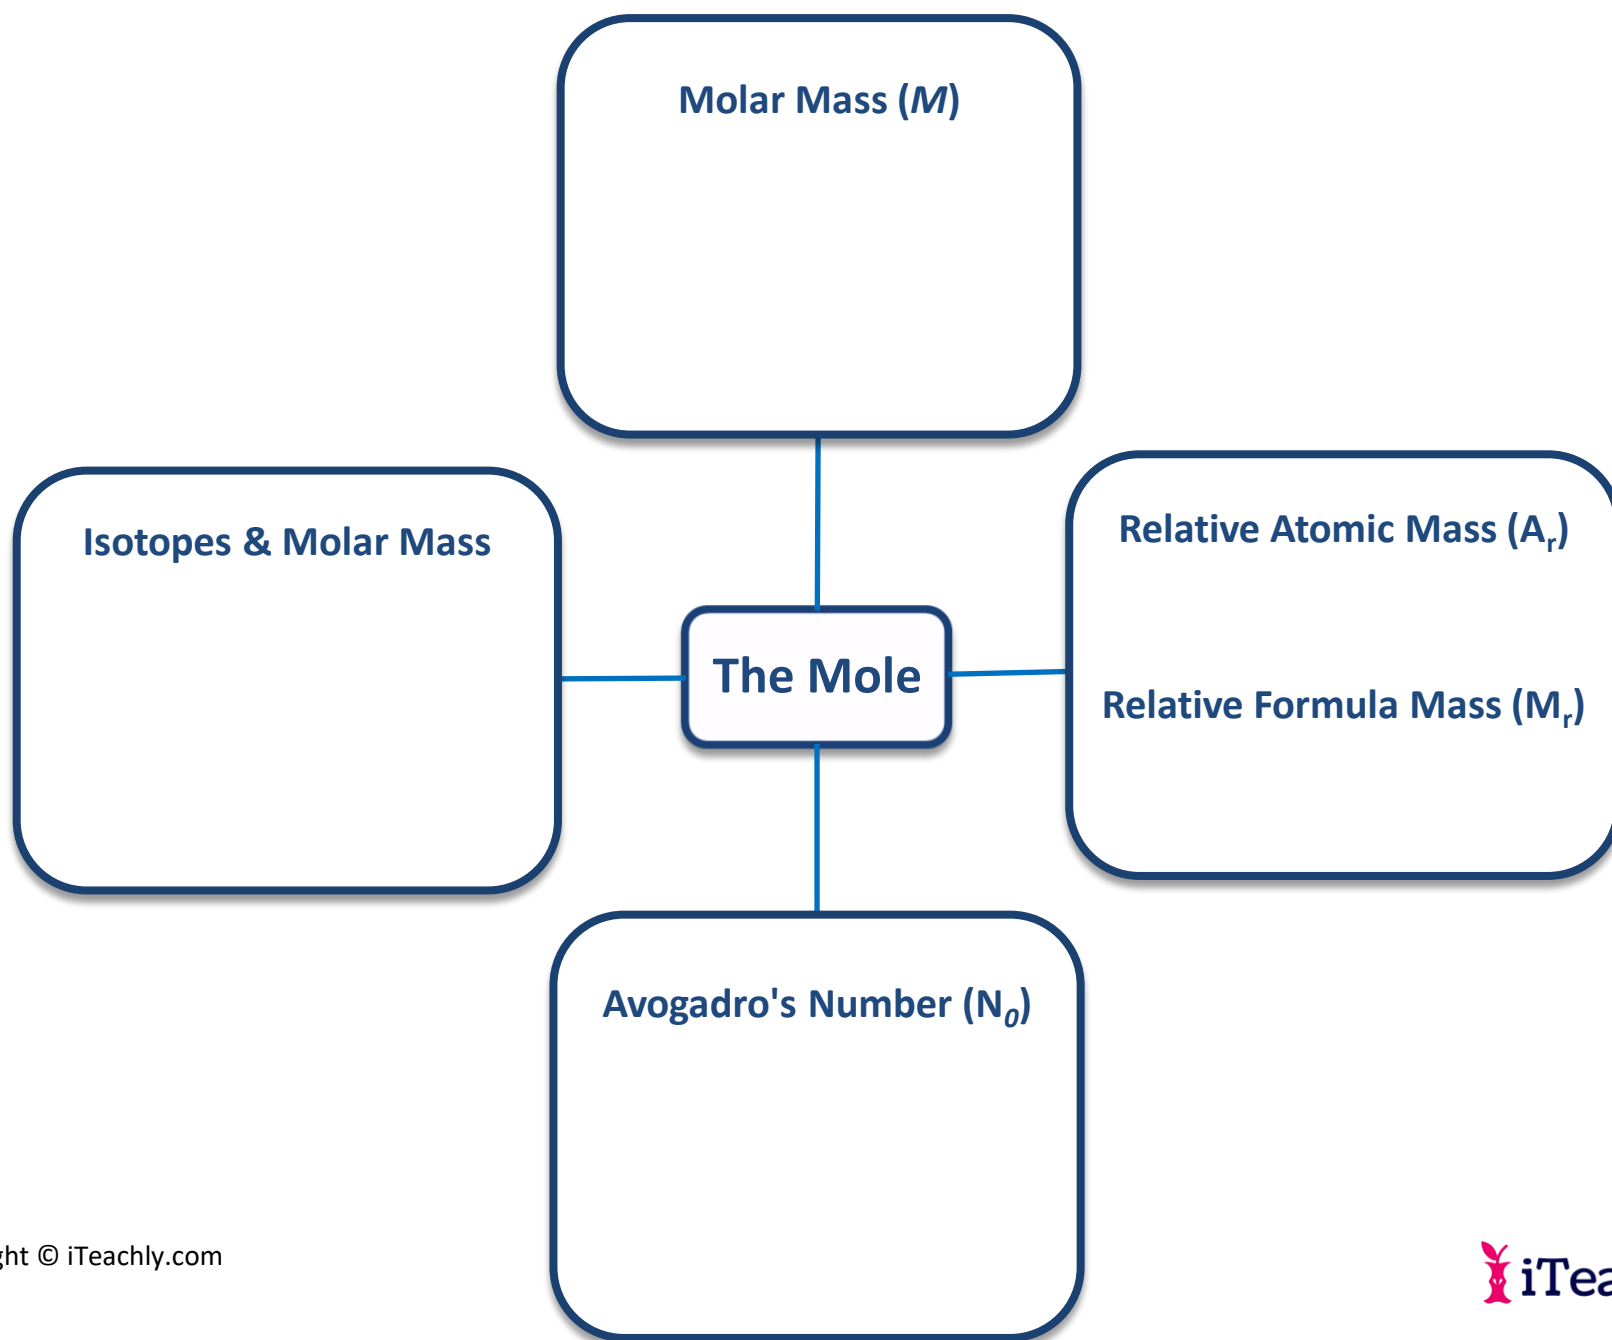 Molar Mass (M)
Isotopes & Molar Mass
Relative Atomic Mass (Ar)
The Mole
Relative Formula Mass (Mr)
Avogadro's Number (N0)
ght © iTeachly.com
iTea